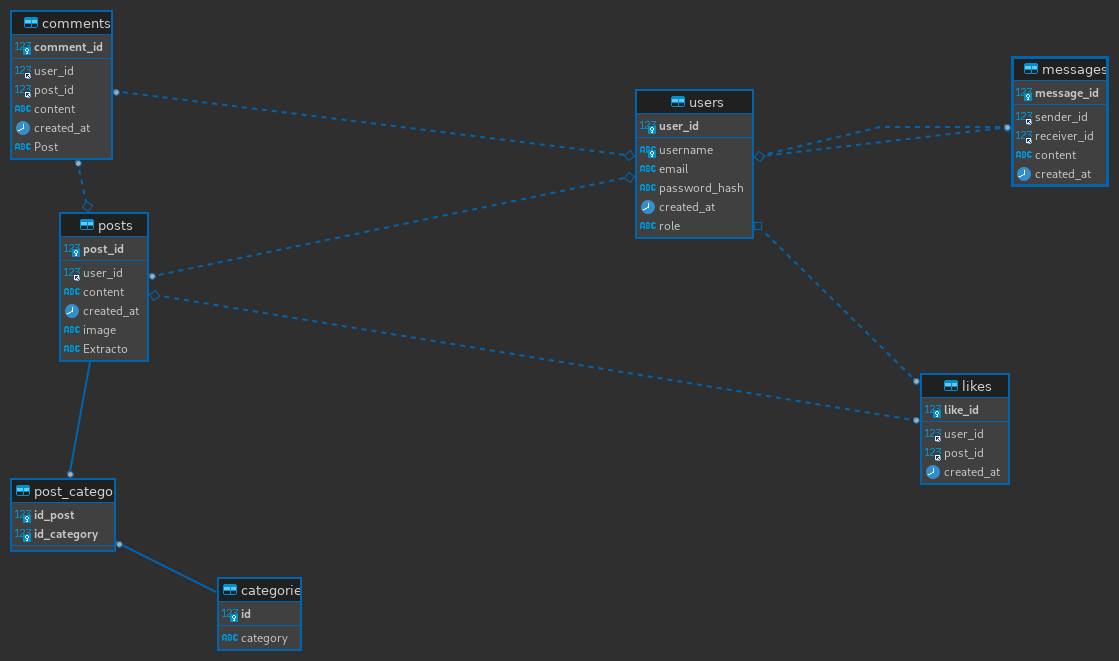 comments
comment_id
user_id
post_id
content
created_at
Post
users
user_id
username
email
password_hash
created_at
role
messages
message_id
sender_id
receiver_id
content
created_at
posts
post_id
user_id
content
created_at
image
Extracto
likes
like_id
user_id
post_id
created_at
post_catego
id_post
id_category
categorie
id
category